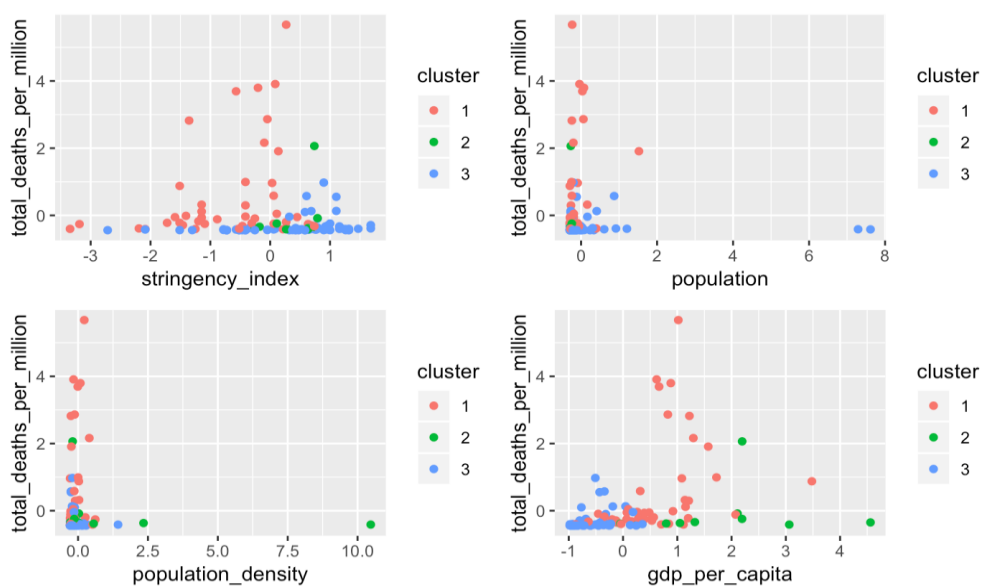 total_deaths_per_million
4
2
0
-3 -2 -1 0 1
stringency_index
cluster
1
2
3
total_deaths_per_million
4
2
0
0 2 4 6 8
population
cluster
1
2
3
total_deaths_per_million
4
2
0
0.0 2.5 5.0 7.5 10.0
population_density
cluster
1
2
3
total_deaths_per_million
4
2
0
-1 0 1 2 3 4
gdp_per_capita
cluster
1
2
3